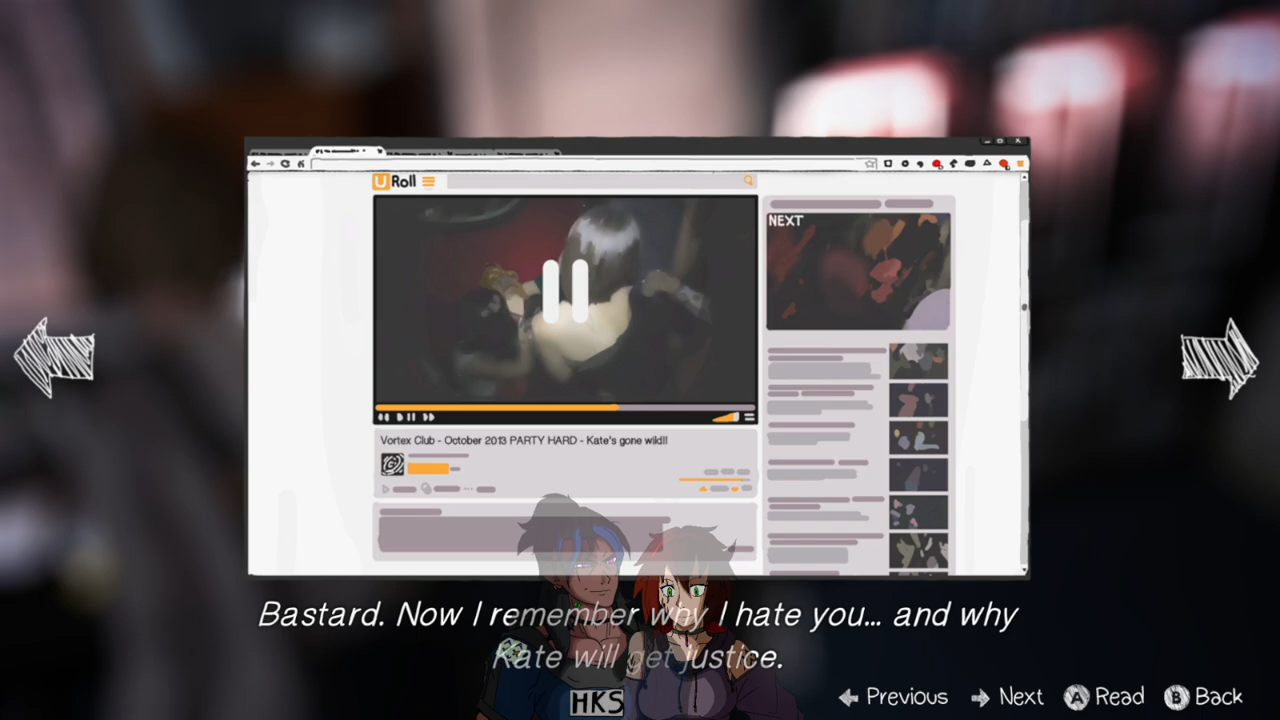 U Roll
NEXT
Vortex Club - October 2013 PARTY HARD - Kate's gone wild!!
Bastard. Now I remember why I hate you... and why
Kate will get justice.
HKS
Previous Next A Read B Back